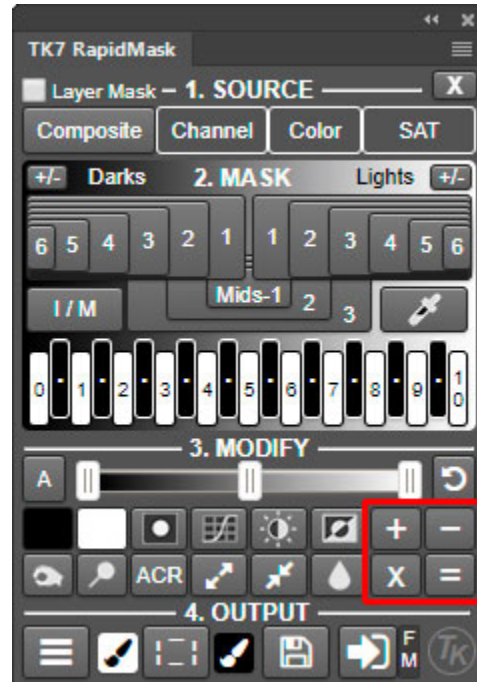 TK7 RapidMask
Layer Mask 1. SOURCE X
Composite Channel Color SAT
+/- Darks 2. MASK Lights +/-
6 5 4 3 2 1 1 2 3 4 5 6
I / M Mids-1 2 3
0 1 2 3 4 5 6 7 8 9 10
3. MODIFY
A
+ −
ACR X =
4. OUTPUT
F
M TK